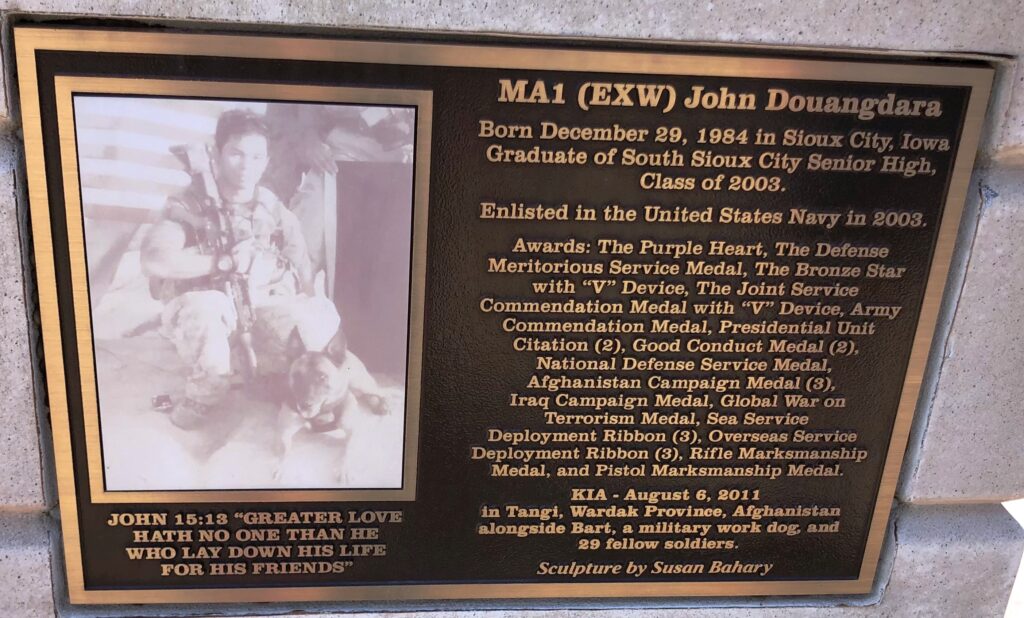 MA1 (EXW) John Douangdara
Born December 29, 1984 in Sioux City, Iowa
Graduate of South Sioux City Senior High,
Class of 2003.
Enlisted in the United States Navy in 2003.
Awards: The Purple Heart, The Defense
Meritorious Service Medal, The Bronze Star
with “V” Device, The Joint Service
Commendation Medal with “V” Device, Army
Commendation Medal, Presidential Unit
Citation (2), Good Conduct Medal (2),
National Defense Service Medal,
Afghanistan Campaign Medal (3),
Iraq Campaign Medal, Global War on
Terrorism Medal, Sea Service
Deployment Ribbon (3), Overseas Service
Deployment Ribbon (3), Rifle Marksmanship
Medal, and Pistol Marksmanship Medal.
KIA - August 6, 2011
in Tangi, Wardak Province, Afghanistan
alongside Bart, a military work dog, and
29 fellow soldiers.
Sculpture by Susan Bahary
JOHN 15:13 “GREATER LOVE
HATH NO ONE THAN HE
WHO LAY DOWN HIS LIFE
FOR HIS FRIENDS”